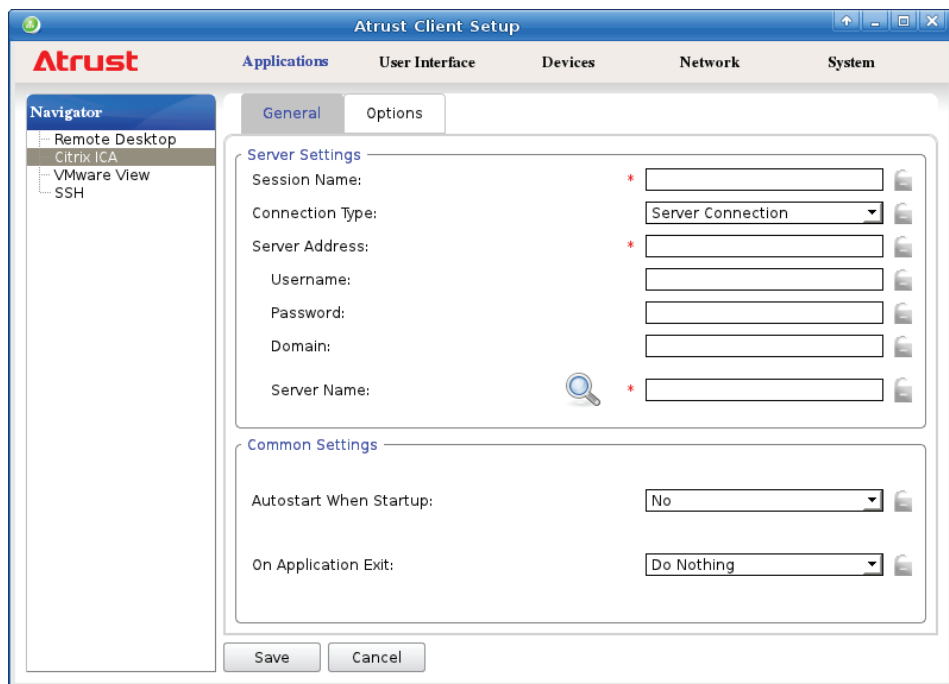 Atrust Client Setup
Atrust
Applications User Interface Devices Network System
Navigator
Remote Desktop
Citrix ICA
VMware View
SSH
General Options
Server Settings
Session Name: *
Connection Type: Server Connection
Server Address: *
Username:
Password:
Domain:
Server Name: *
Common Settings
Autostart When Startup: No
On Application Exit: Do Nothing
Save Cancel